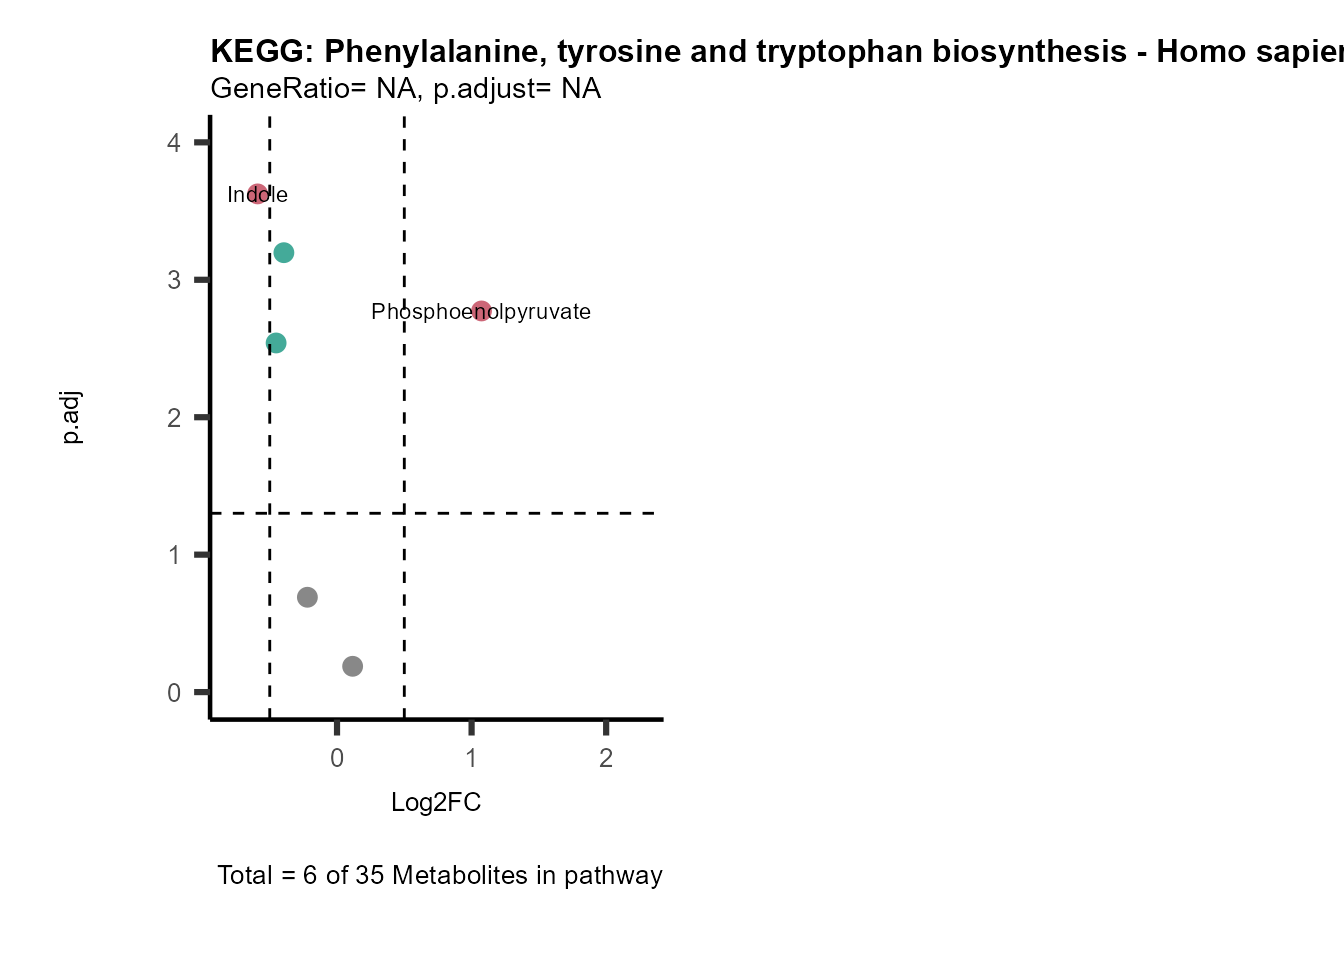 KEGG: Phenylalanine, tyrosine and tryptophan biosynthesis - Homo sapien
GeneRatio= NA, p.adjust= NA
4
Indole
3
Phosphoenolpyruvate
2
p.adj
1
0
0 1 2
Log2FC
Total = 6 of 35 Metabolites in pathway